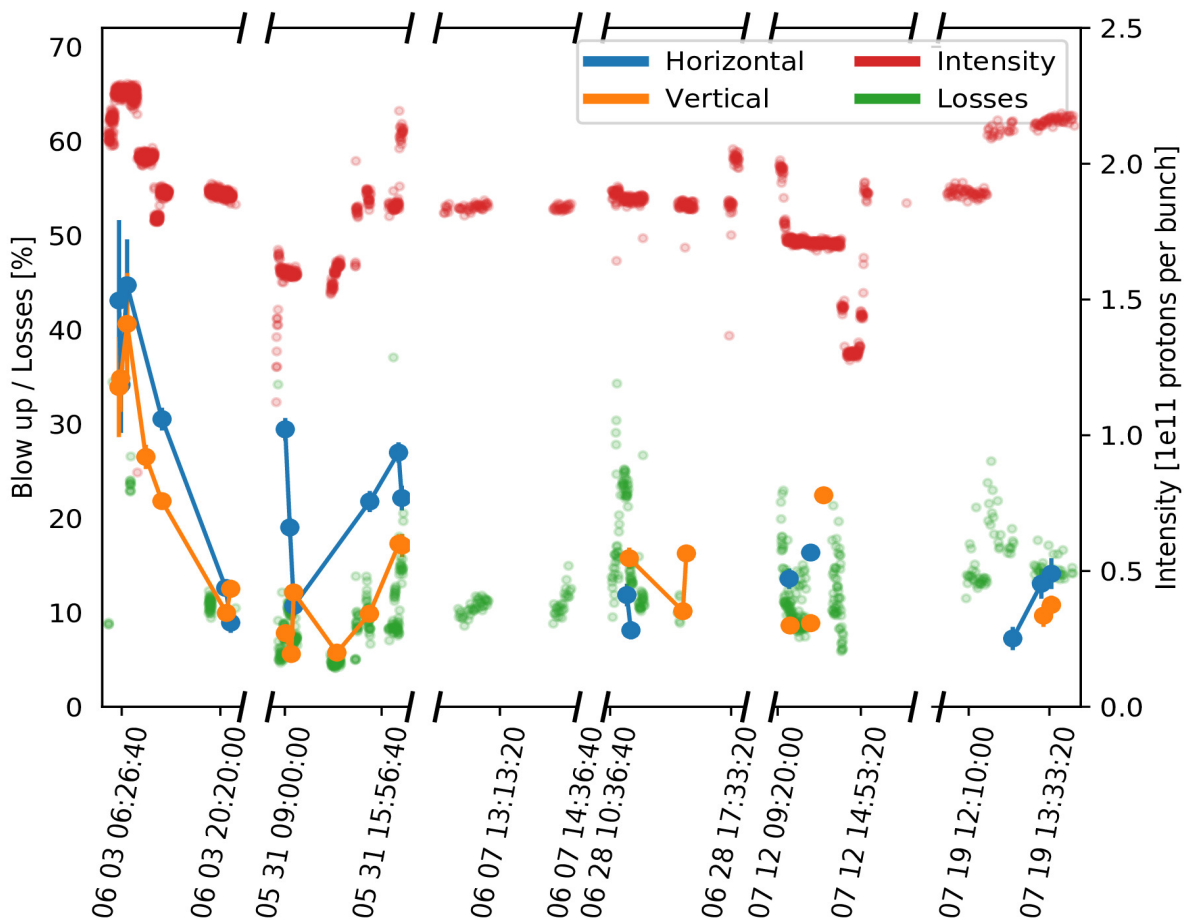 Horizontal
Vertical
Intensity
Losses
Blow up / Losses [%]
70
60
50
40
30
20
10
0
Intensity [1e11 protons per bunch]
2.5
2.0
1.5
1.0
0.5
0.0
06 03 06:26:40
06 03 20:20:00
05 31 09:00:00
05 31 15:56:40
06 07 13:13:20
06 07 14:36:40
06 28 10:36:40
06 28 17:33:20
07 12 09:20:00
07 12 14:53:20
07 19 12:10:00
07 19 13:33:20